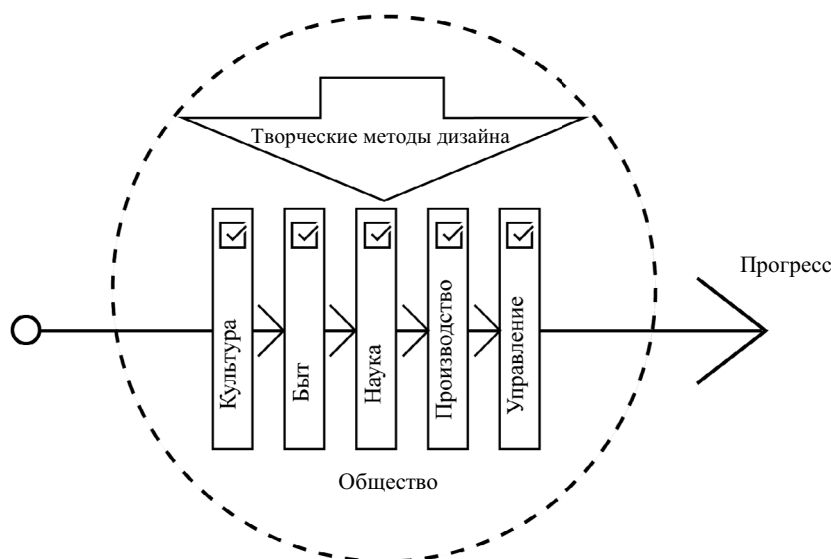 Творческие методы дизайна
Прогресс
Культура
Быт
Наука
Производство
Управление
Общество